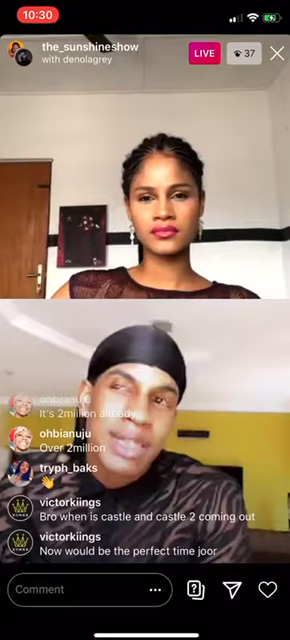 10:30
the_sunshineshow
with denolagrey
LIVE
37
ohbianuju
It's 2million already
ohbianuju
Over 2million
tryph_baks
👋
victorkiings
Bro when is castle and castle 2 coming out
victorkiings
Now would be the perfect time joor
Comment